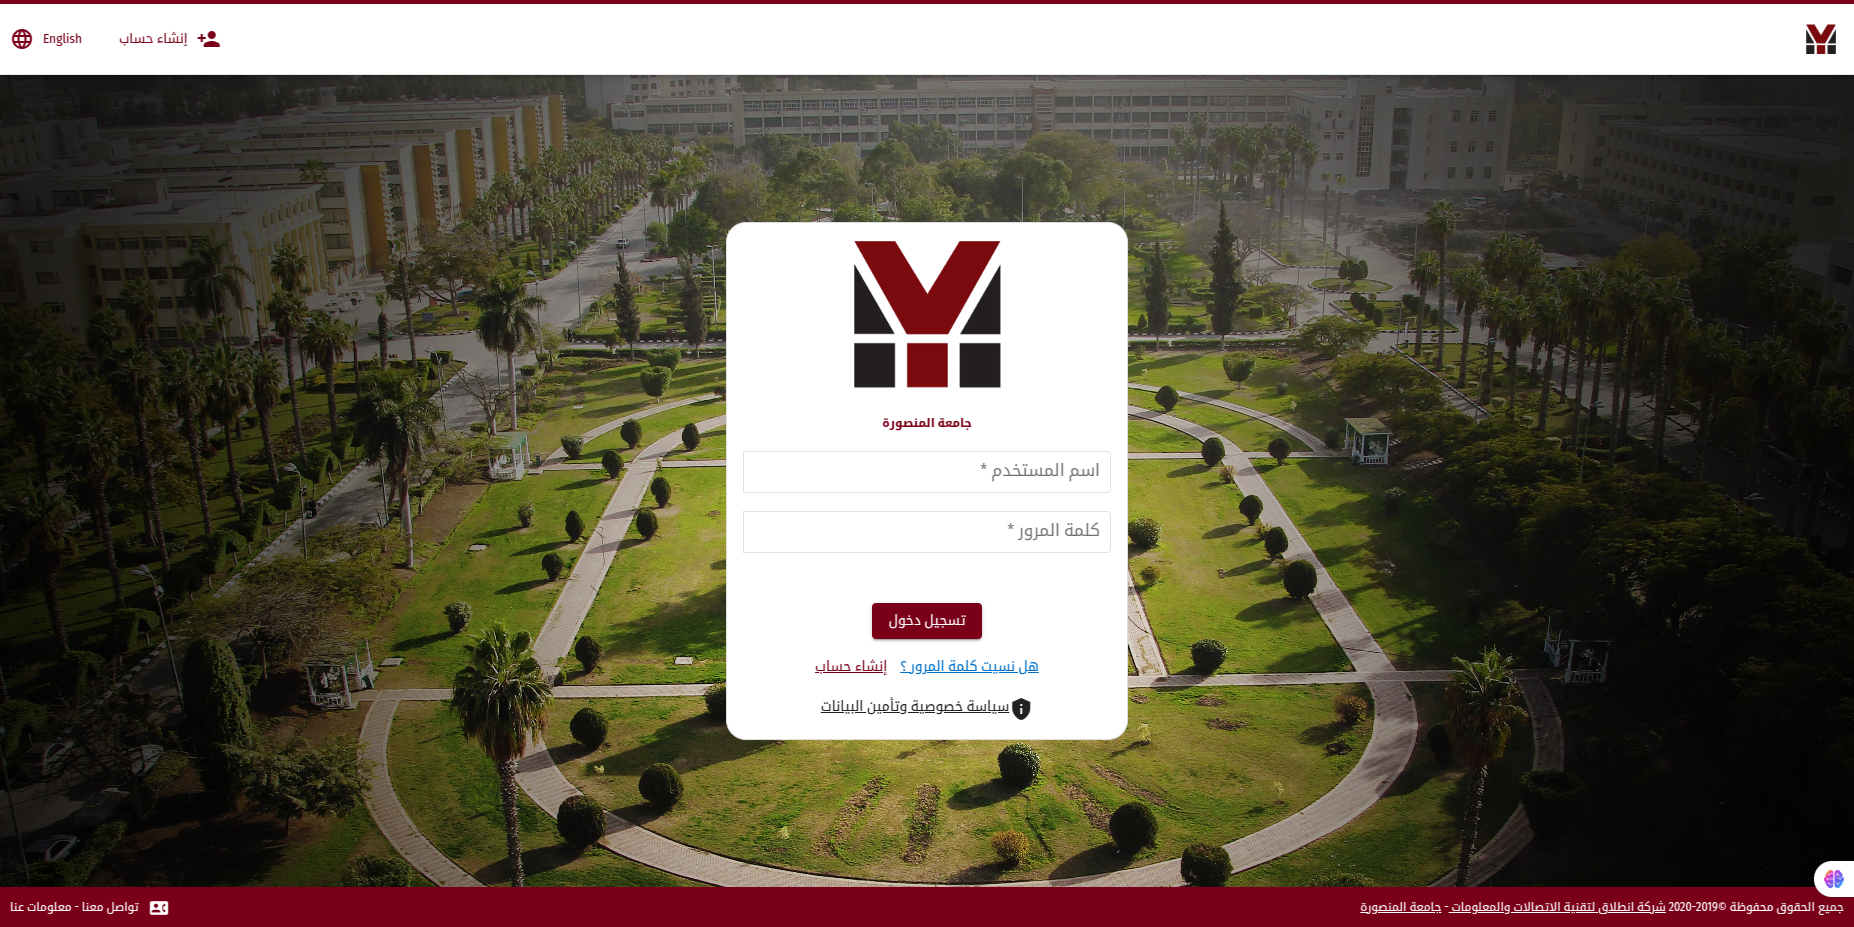 إنشاء حساب
English
جامعة المنصورة
اسم المستخدم *
كلمة المرور *
تسجيل دخول
هل نسيت كلمة المرور ؟ إنشاء حساب
سياسة خصوصية وتأمين البيانات
جميع الحقوق محفوظة ©2019-2020 شركة انطلاق لتقنية الاتصالات والمعلومات - جامعة المنصورة
تواصل معنا - معلومات عنا